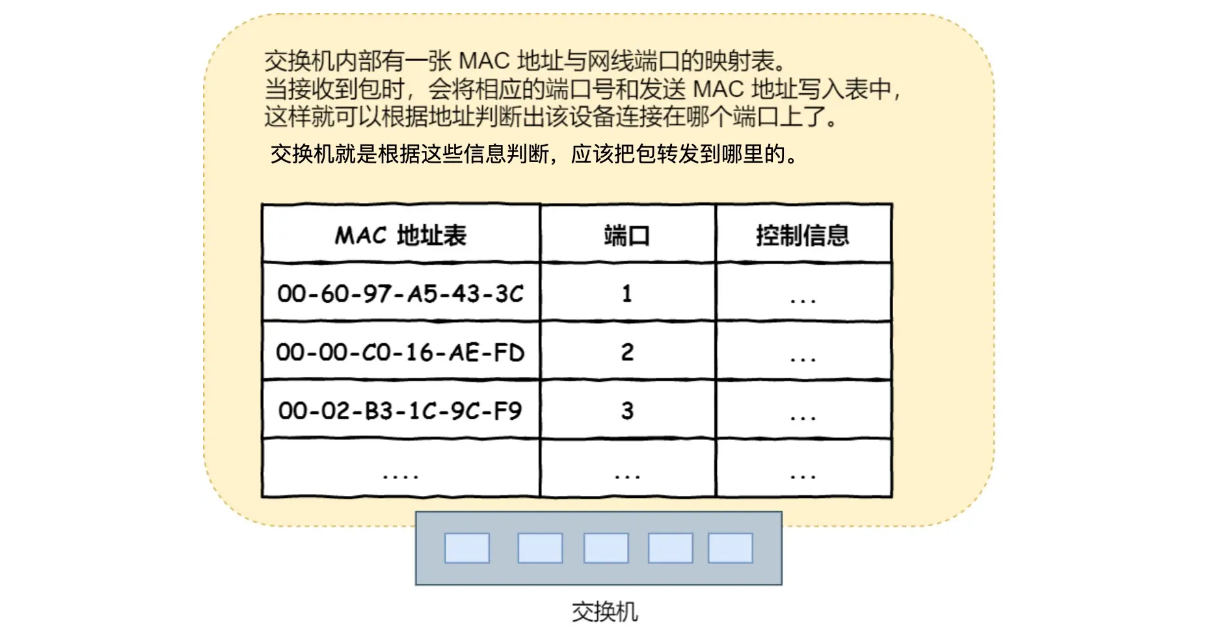 交换机内部有一张 MAC 地址与网线端口的映射表。
当接收到包时，会将相应的端口号和发送 MAC 地址写入表中，
这样就可以根据地址判断出该设备连接在哪个端口上了。
交换机就是根据这些信息判断，应该把包转发到哪里的。
MAC 地址表 端口 控制信息
00-60-97-A5-43-3C 1 ...
00-00-C0-16-AE-FD 2 ...
00-02-B3-1C-9C-F9 3 ...
.... ... ...
交换机